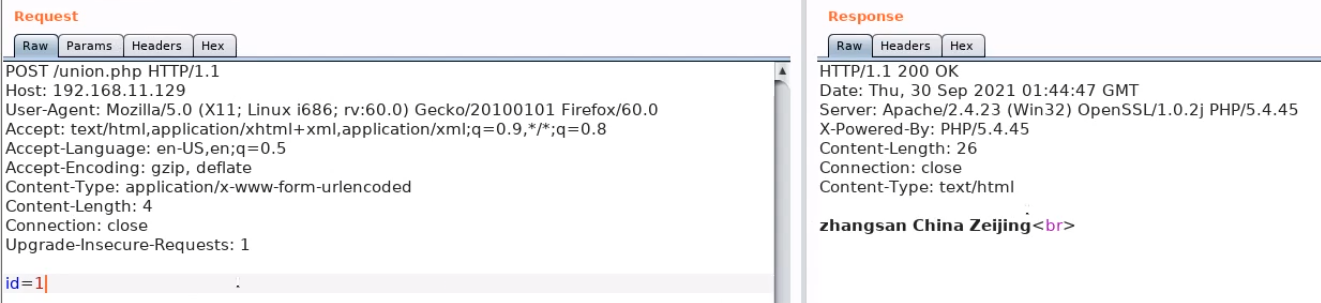 Request
Raw Params Headers Hex
POST /union.php HTTP/1.1
Host: 192.168.11.129
User-Agent: Mozilla/5.0 (X11; Linux i686; rv:60.0) Gecko/20100101 Firefox/60.0
Accept: text/html,application/xhtml+xml,application/xml;q=0.9,*/*;q=0.8
Accept-Language: en-US,en;q=0.5
Accept-Encoding: gzip, deflate
Content-Type: application/x-www-form-urlencoded
Content-Length: 4
Connection: close
Upgrade-Insecure-Requests: 1
id=1
Response
Raw Headers Hex
HTTP/1.1 200 OK
Date: Thu, 30 Sep 2021 01:44:47 GMT
Server: Apache/2.4.23 (Win32) OpenSSL/1.0.2j PHP/5.4.45
X-Powered-By: PHP/5.4.45
Content-Length: 26
Connection: close
Content-Type: text/html
zhangsan China Zeijing<br>